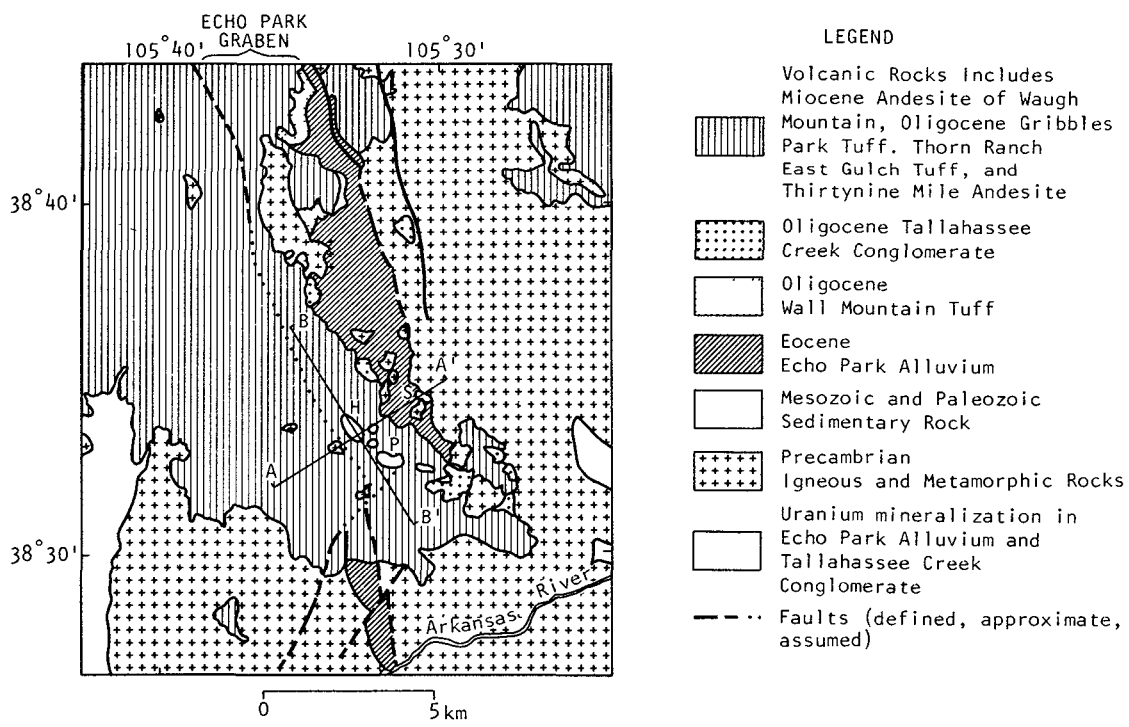 ECHO PARK
GRABEN
105°40'
105°30'
38°40'
38°30'
B
A'
S
H
P
A
B'
Arkansas River
0
5 km
LEGEND
Volcanic Rocks Includes
Miocene Andesite of Waugh
Mountain, Oligocene Gribbles
Park Tuff. Thorn Ranch
East Gulch Tuff, and
Thirtynine Mile Andesite
Oligocene Tallahassee
Creek Conglomerate
Oligocene
Wall Mountain Tuff
Eocene
Echo Park Alluvium
Mesozoic and Paleozoic
Sedimentary Rock
Precambrian
Igneous and Metamorphic Rocks
Uranium mineralization in
Echo Park Alluvium and
Tallahassee Creek
Conglomerate
Faults (defined, approximate,
assumed)